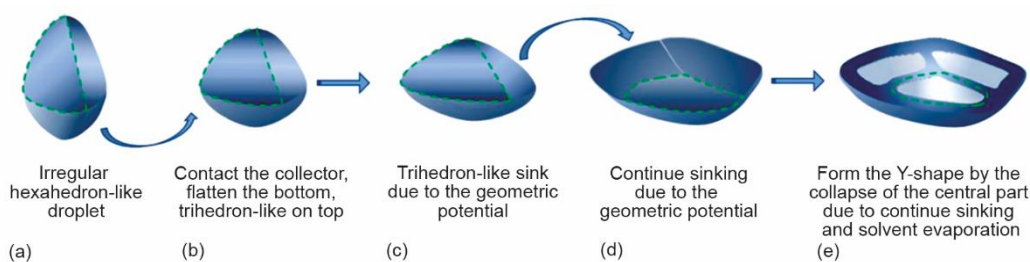 Irregular
hexahedron-like
droplet
(a)
Contact the collector,
flatten the bottom,
trihedron-like on top
(b)
Trihedron-like sink
due to the geometric
potential
(c)
Continue sinking
due to the
geometric potential
(d)
Form the Y-shape by the
collapse of the central part
due to continue sinking
and solvent evaporation
(e)